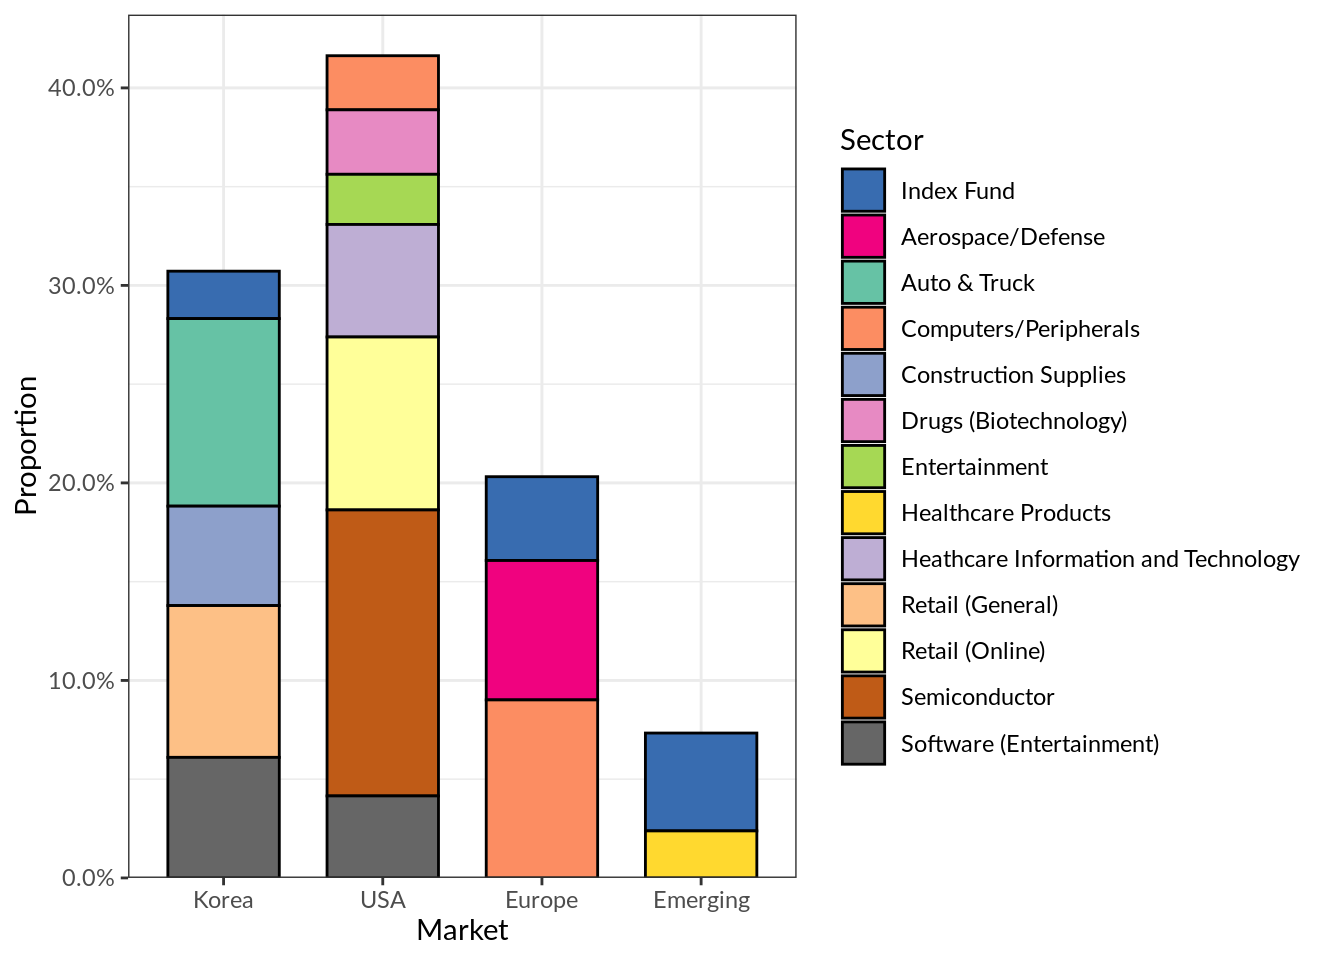 40.0%
30.0%
20.0%
10.0%
0.0%
Proportion
Korea
USA
Europe
Emerging
Market
Sector
Index Fund
Aerospace/Defense
Auto & Truck
Computers/Peripherals
Construction Supplies
Drugs (Biotechnology)
Entertainment
Healthcare Products
Heathcare Information and Technology
Retail (General)
Retail (Online)
Semiconductor
Software (Entertainment)